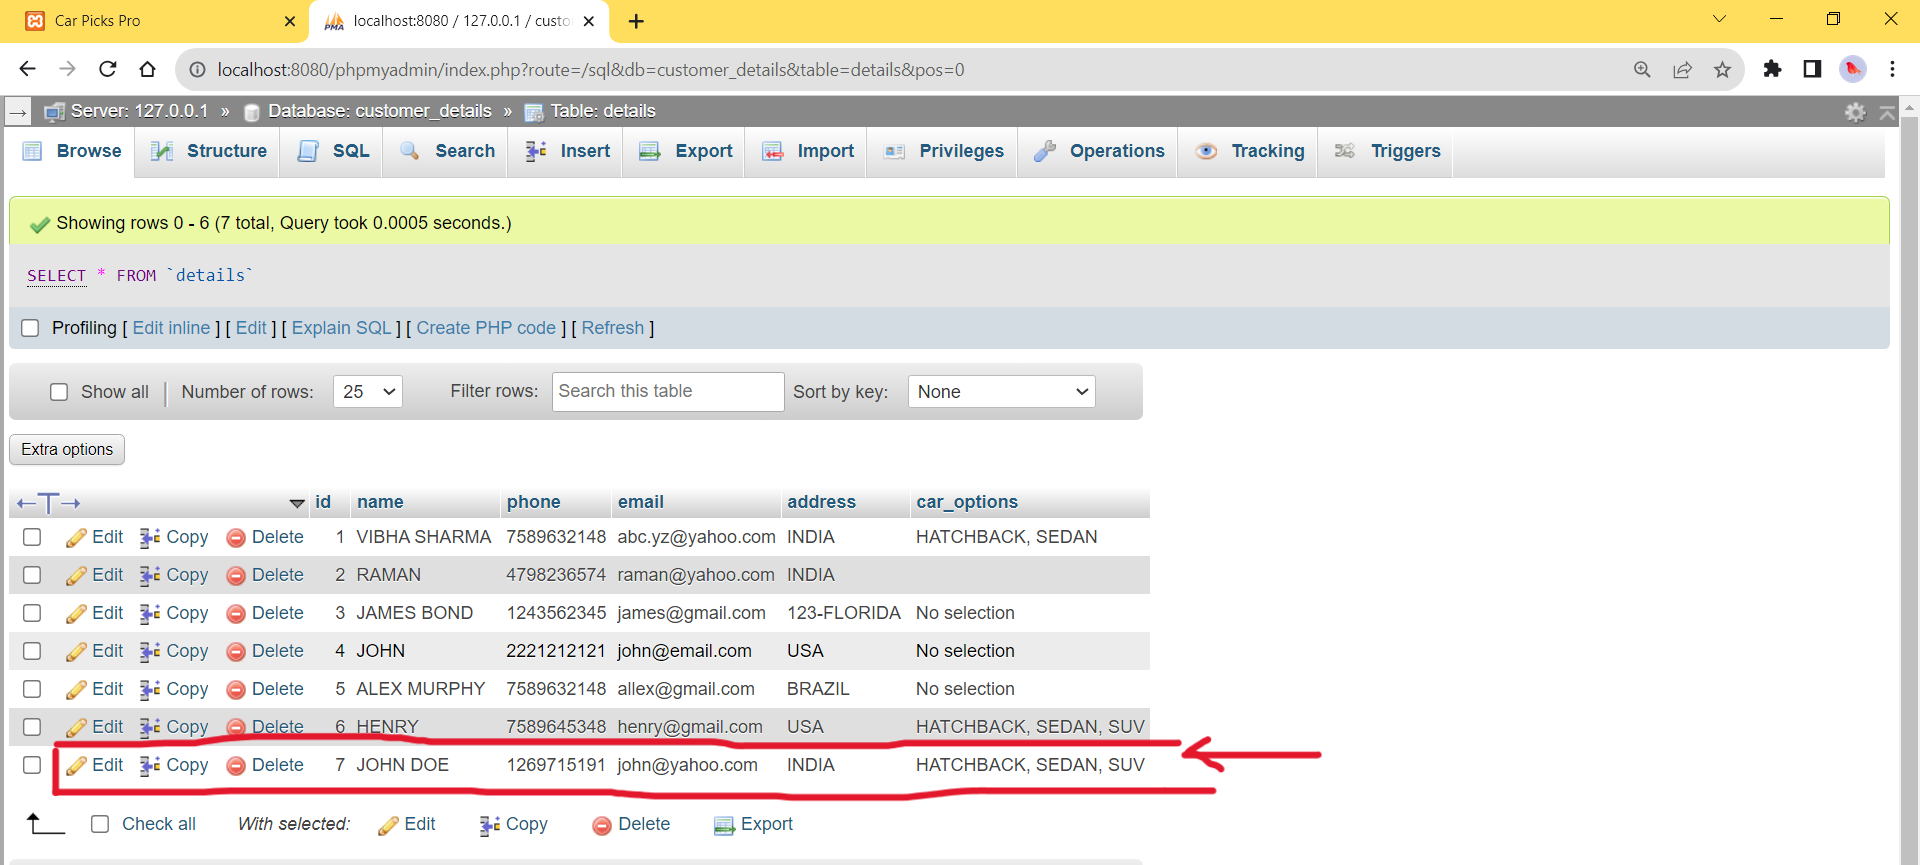 Car Picks Pro
localhost:8080 / 127.0.0.1 / custo
localhost:8080/phpmyadmin/index.php?route=/sql&db=customer_details&table=details&pos=0
Server: 127.0.0.1 » Database: customer_details » Table: details
Browse Structure SQL Search Insert Export Import Privileges Operations Tracking Triggers
Showing rows 0 - 6 (7 total, Query took 0.0005 seconds.)
SELECT * FROM `details`
Profiling [ Edit inline ] [ Edit ] [ Explain SQL ] [ Create PHP code ] [ Refresh ]
Show all | Number of rows: 25 Filter rows: Search this table Sort by key: None
Extra options
id name phone email address car_options
Edit Copy Delete 1 VIBHA SHARMA 7589632148 abc.yz@yahoo.com INDIA HATCHBACK, SEDAN
Edit Copy Delete 2 RAMAN 4798236574 raman@yahoo.com INDIA
Edit Copy Delete 3 JAMES BOND 1243562345 james@gmail.com 123-FLORIDA No selection
Edit Copy Delete 4 JOHN 2221212121 john@email.com USA No selection
Edit Copy Delete 5 ALEX MURPHY 7589632148 allex@gmail.com BRAZIL No selection
Edit Copy Delete 6 HENRY 7589645348 henry@gmail.com USA HATCHBACK, SEDAN, SUV
Edit Copy Delete 7 JOHN DOE 1269715191 john@yahoo.com INDIA HATCHBACK, SEDAN, SUV
Check all With selected: Edit Copy Delete Export